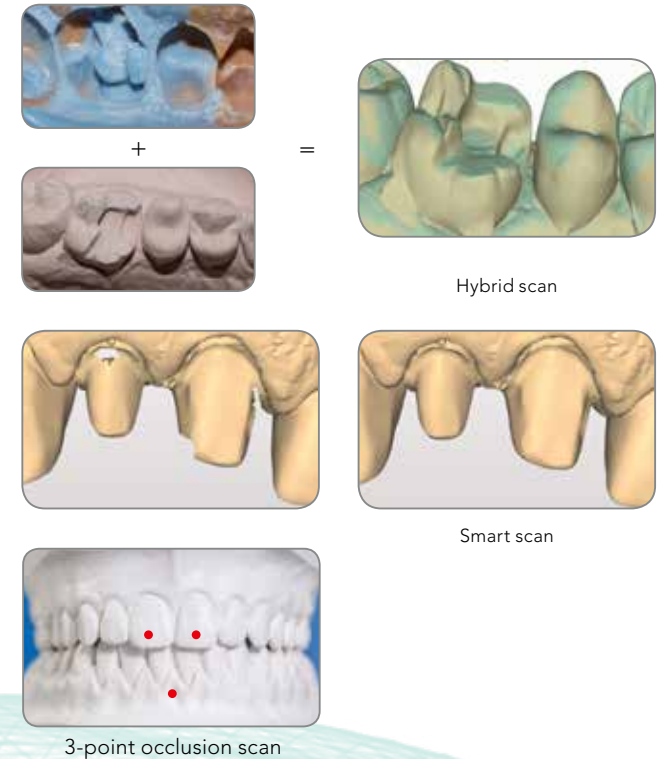 +
=
Hybrid scan
Smart scan
3-point occlusion scan